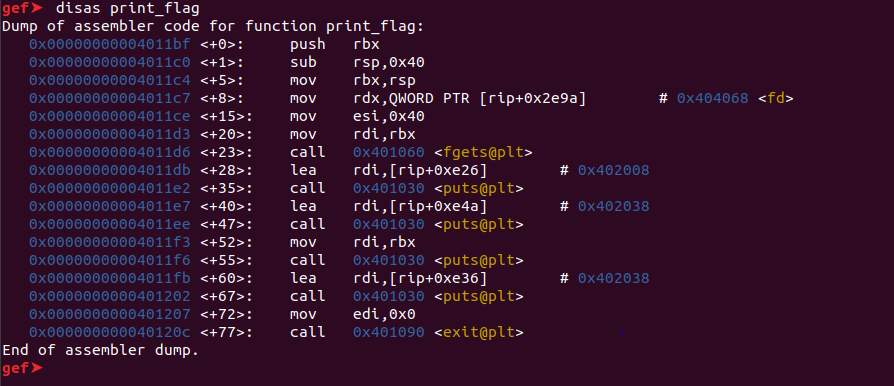 gef➤  disas print_flag
Dump of assembler code for function print_flag:
   0x00000000004011bf <+0>:	push   rbx
   0x00000000004011c0 <+1>:	sub    rsp,0x40
   0x00000000004011c4 <+5>:	mov    rbx,rsp
   0x00000000004011c7 <+8>:	mov    rdx,QWORD PTR [rip+0x2e9a]        # 0x404068 <fd>
   0x00000000004011ce <+15>:	mov    esi,0x40
   0x00000000004011d3 <+20>:	mov    rdi,rbx
   0x00000000004011d6 <+23>:	call   0x401060 <fgets@plt>
   0x00000000004011db <+28>:	lea    rdi,[rip+0xe26]        # 0x402008
   0x00000000004011e2 <+35>:	call   0x401030 <puts@plt>
   0x00000000004011e7 <+40>:	lea    rdi,[rip+0xe4a]        # 0x402038
   0x00000000004011ee <+47>:	call   0x401030 <puts@plt>
   0x00000000004011f3 <+52>:	mov    rdi,rbx
   0x00000000004011f6 <+55>:	call   0x401030 <puts@plt>
   0x00000000004011fb <+60>:	lea    rdi,[rip+0xe36]        # 0x402038
   0x0000000000401202 <+67>:	call   0x401030 <puts@plt>
   0x0000000000401207 <+72>:	mov    edi,0x0
   0x000000000040120c <+77>:	call   0x401090 <exit@plt>
End of assembler dump.
gef➤